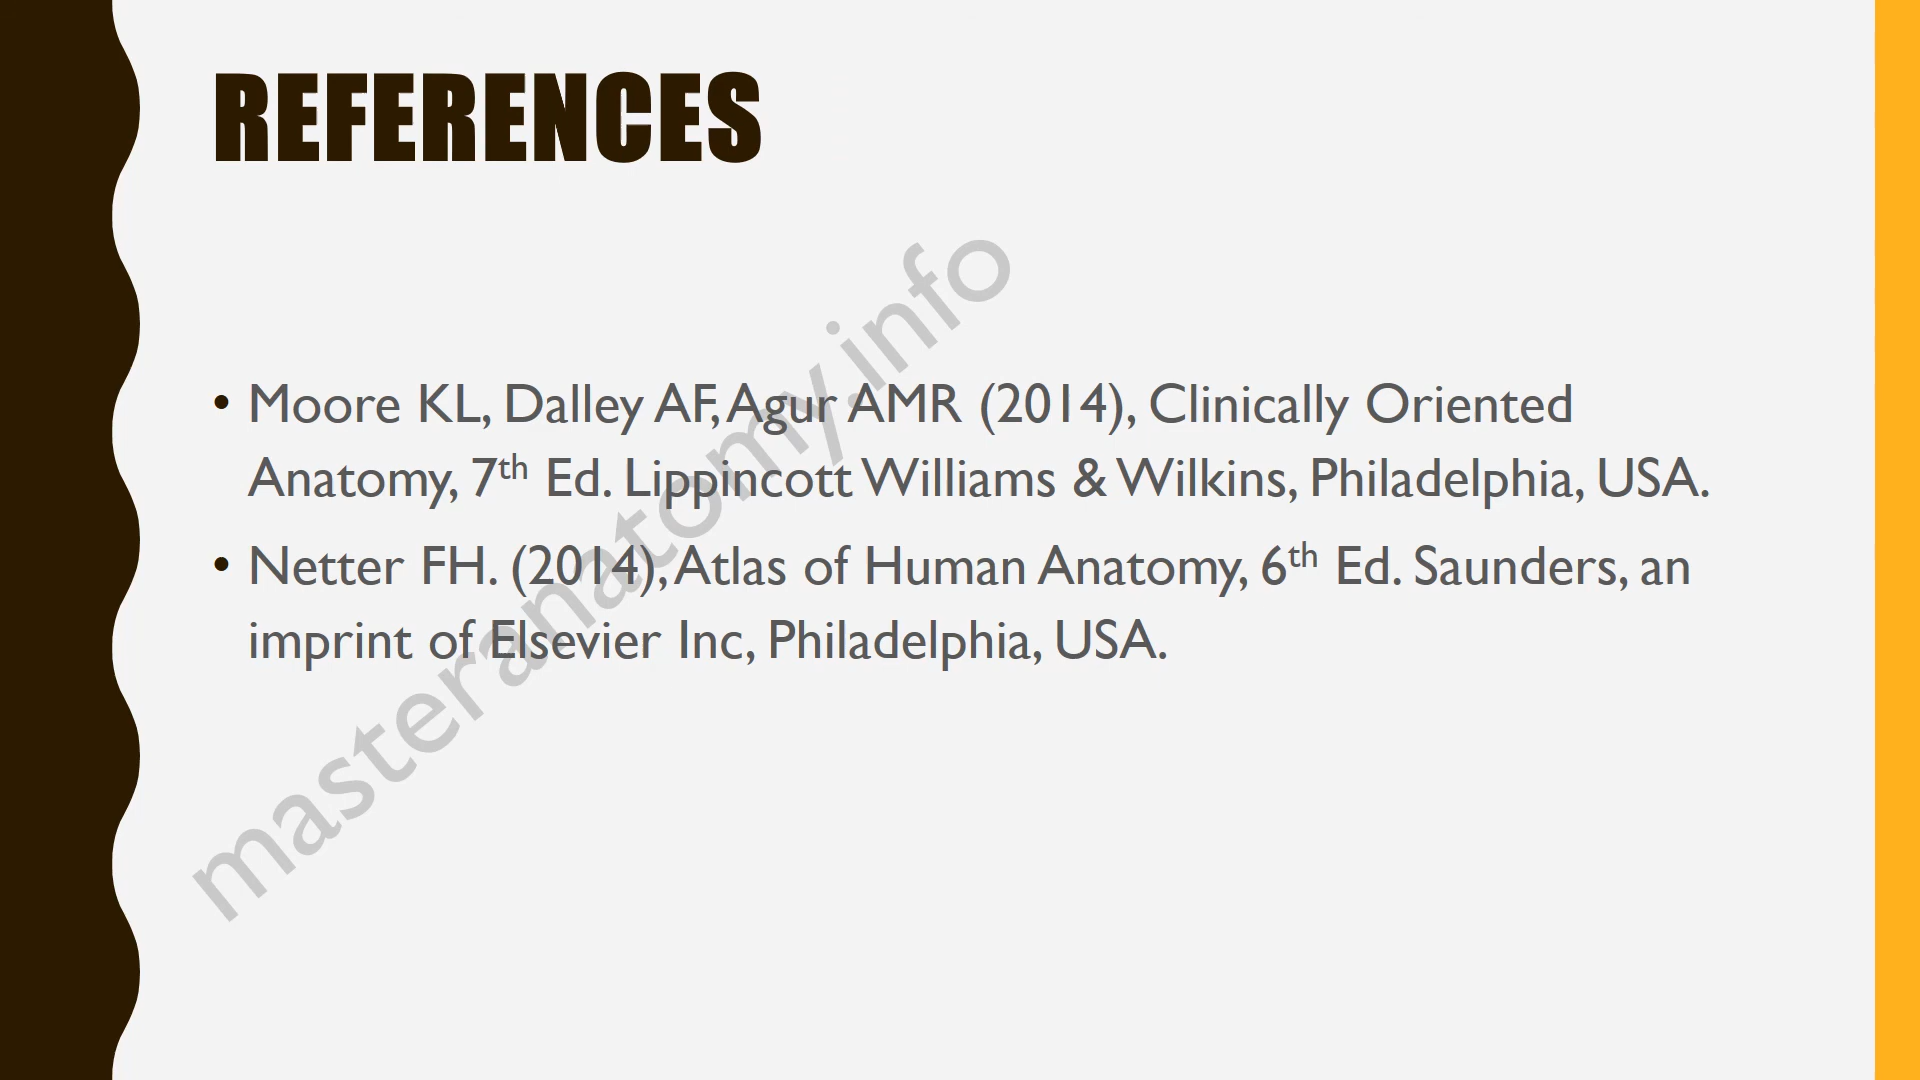 REFERENCES
• Moore KL, Dalley AF, Agur AMR (2014), Clinically Oriented
Anatomy, 7th Ed. Lippincott Williams & Wilkins, Philadelphia, USA.
• Netter FH. (2014), Atlas of Human Anatomy, 6th Ed. Saunders, an
imprint of Elsevier Inc, Philadelphia, USA.
masteranatomy.info